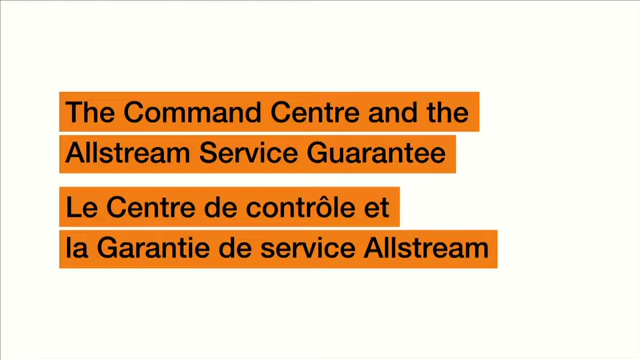 The Command Centre and the
Allstream Service Guarantee
Le Centre de contrôle et
la Garantie de service Allstream